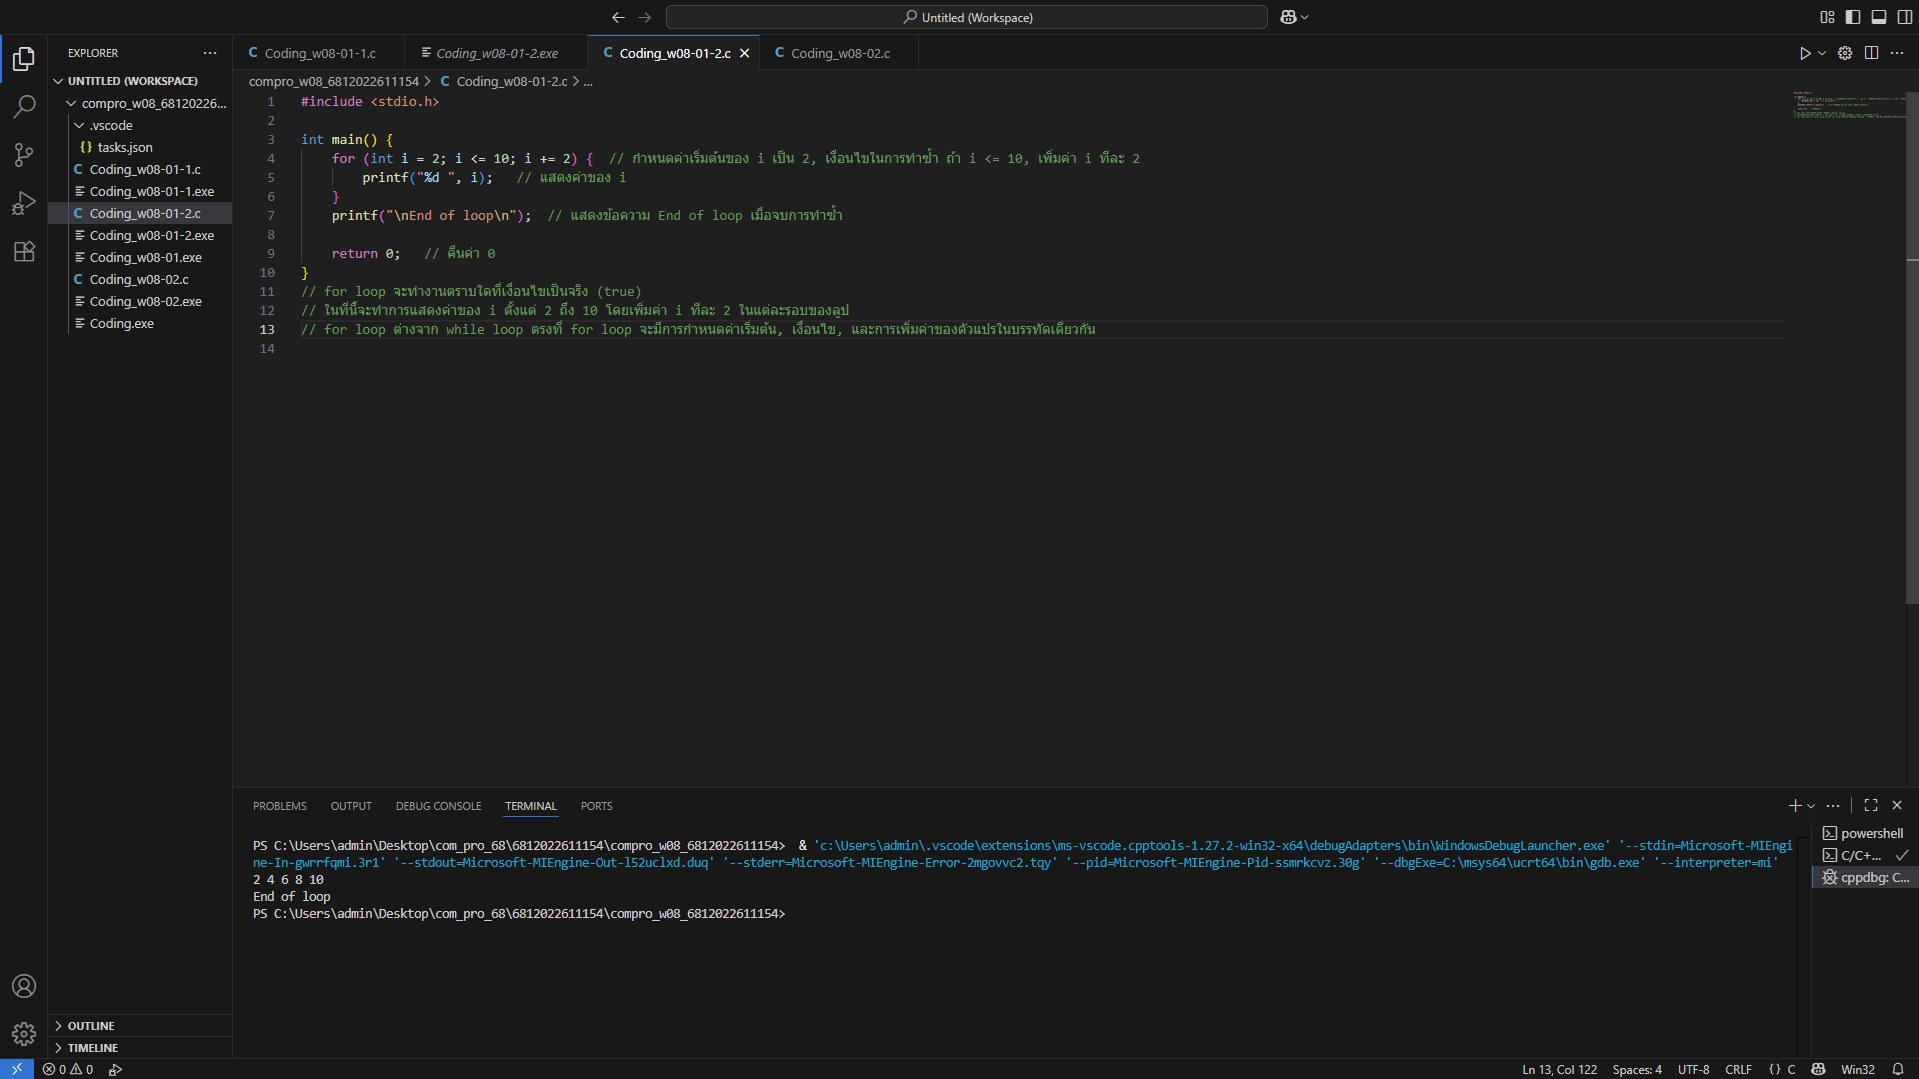 Untitled (Workspace)
EXPLORER
UNTITLED (WORKSPACE)
compro_w08_68120226...
.vscode
tasks.json
Coding_w08-01-1.c
Coding_w08-01-1.exe
Coding_w08-01-2.c
Coding_w08-01-2.exe
Coding_w08-01.exe
Coding_w08-02.c
Coding_w08-02.exe
Coding.exe
OUTLINE
TIMELINE
Coding_w08-01-1.c
Coding_w08-01-2.exe
Coding_w08-01-2.c
Coding_w08-02.c
compro_w08_6812022611154 > C Coding_w08-01-2.c > ...
1 #include <stdio.h>
2
3 int main() {
4 for (int i = 2; i <= 10; i += 2) { // กำหนดค่าเริ่มต้นของ i เป็น 2, เงื่อนไขในการทำซ้ำ ถ้า i <= 10, เพิ่มค่า i ทีละ 2
5 printf("%d ", i); // แสดงค่าของ i
6 }
7 printf("\nEnd of loop\n"); // แสดงข้อความ End of loop เมื่อจบการทำซ้ำ
8
9 return 0; // คืนค่า 0
10 }
11 // for loop จะทำงานตราบใดที่เงื่อนไขเป็นจริง (true)
12 // ในที่นี้จะทำการแสดงค่าของ i ตั้งแต่ 2 ถึง 10 โดยเพิ่มค่า i ทีละ 2 ในแต่ละรอบของลูป
13 // for loop ต่างจาก while loop ตรงที่ for loop จะมีการกำหนดค่าเริ่มต้น, เงื่อนไข, และการเพิ่มค่าของตัวแปรในบรรทัดเดียวกัน
14
PROBLEMS OUTPUT DEBUG CONSOLE TERMINAL PORTS
PS C:\Users\admin\Desktop\com_pro_68\6812022611154\compro_w08_6812022611154> & 'c:\Users\admin\.vscode\extensions\ms-vscode.cpptools-1.27.2-win32-x64\debugAdapters\bin\WindowsDebugLauncher.exe' '--stdin=Microsoft-MIEngi
ne-In-gwrrfqmi.3r1' '--stdout=Microsoft-MIEngine-Out-l52uclxd.duq' '--stderr=Microsoft-MIEngine-Error-2mgovvc2.tqy' '--pid=Microsoft-MIEngine-Pid-ssmrkcvz.30g' '--dbgExe=C:\msys64\ucrt64\bin\gdb.exe' '--interpreter=mi'
2 4 6 8 10
End of loop
PS C:\Users\admin\Desktop\com_pro_68\6812022611154\compro_w08_6812022611154>
powershell
C/C+...
cppdbg: C...
0 0
Ln 13, Col 122 Spaces: 4 UTF-8 CRLF {} C Win32